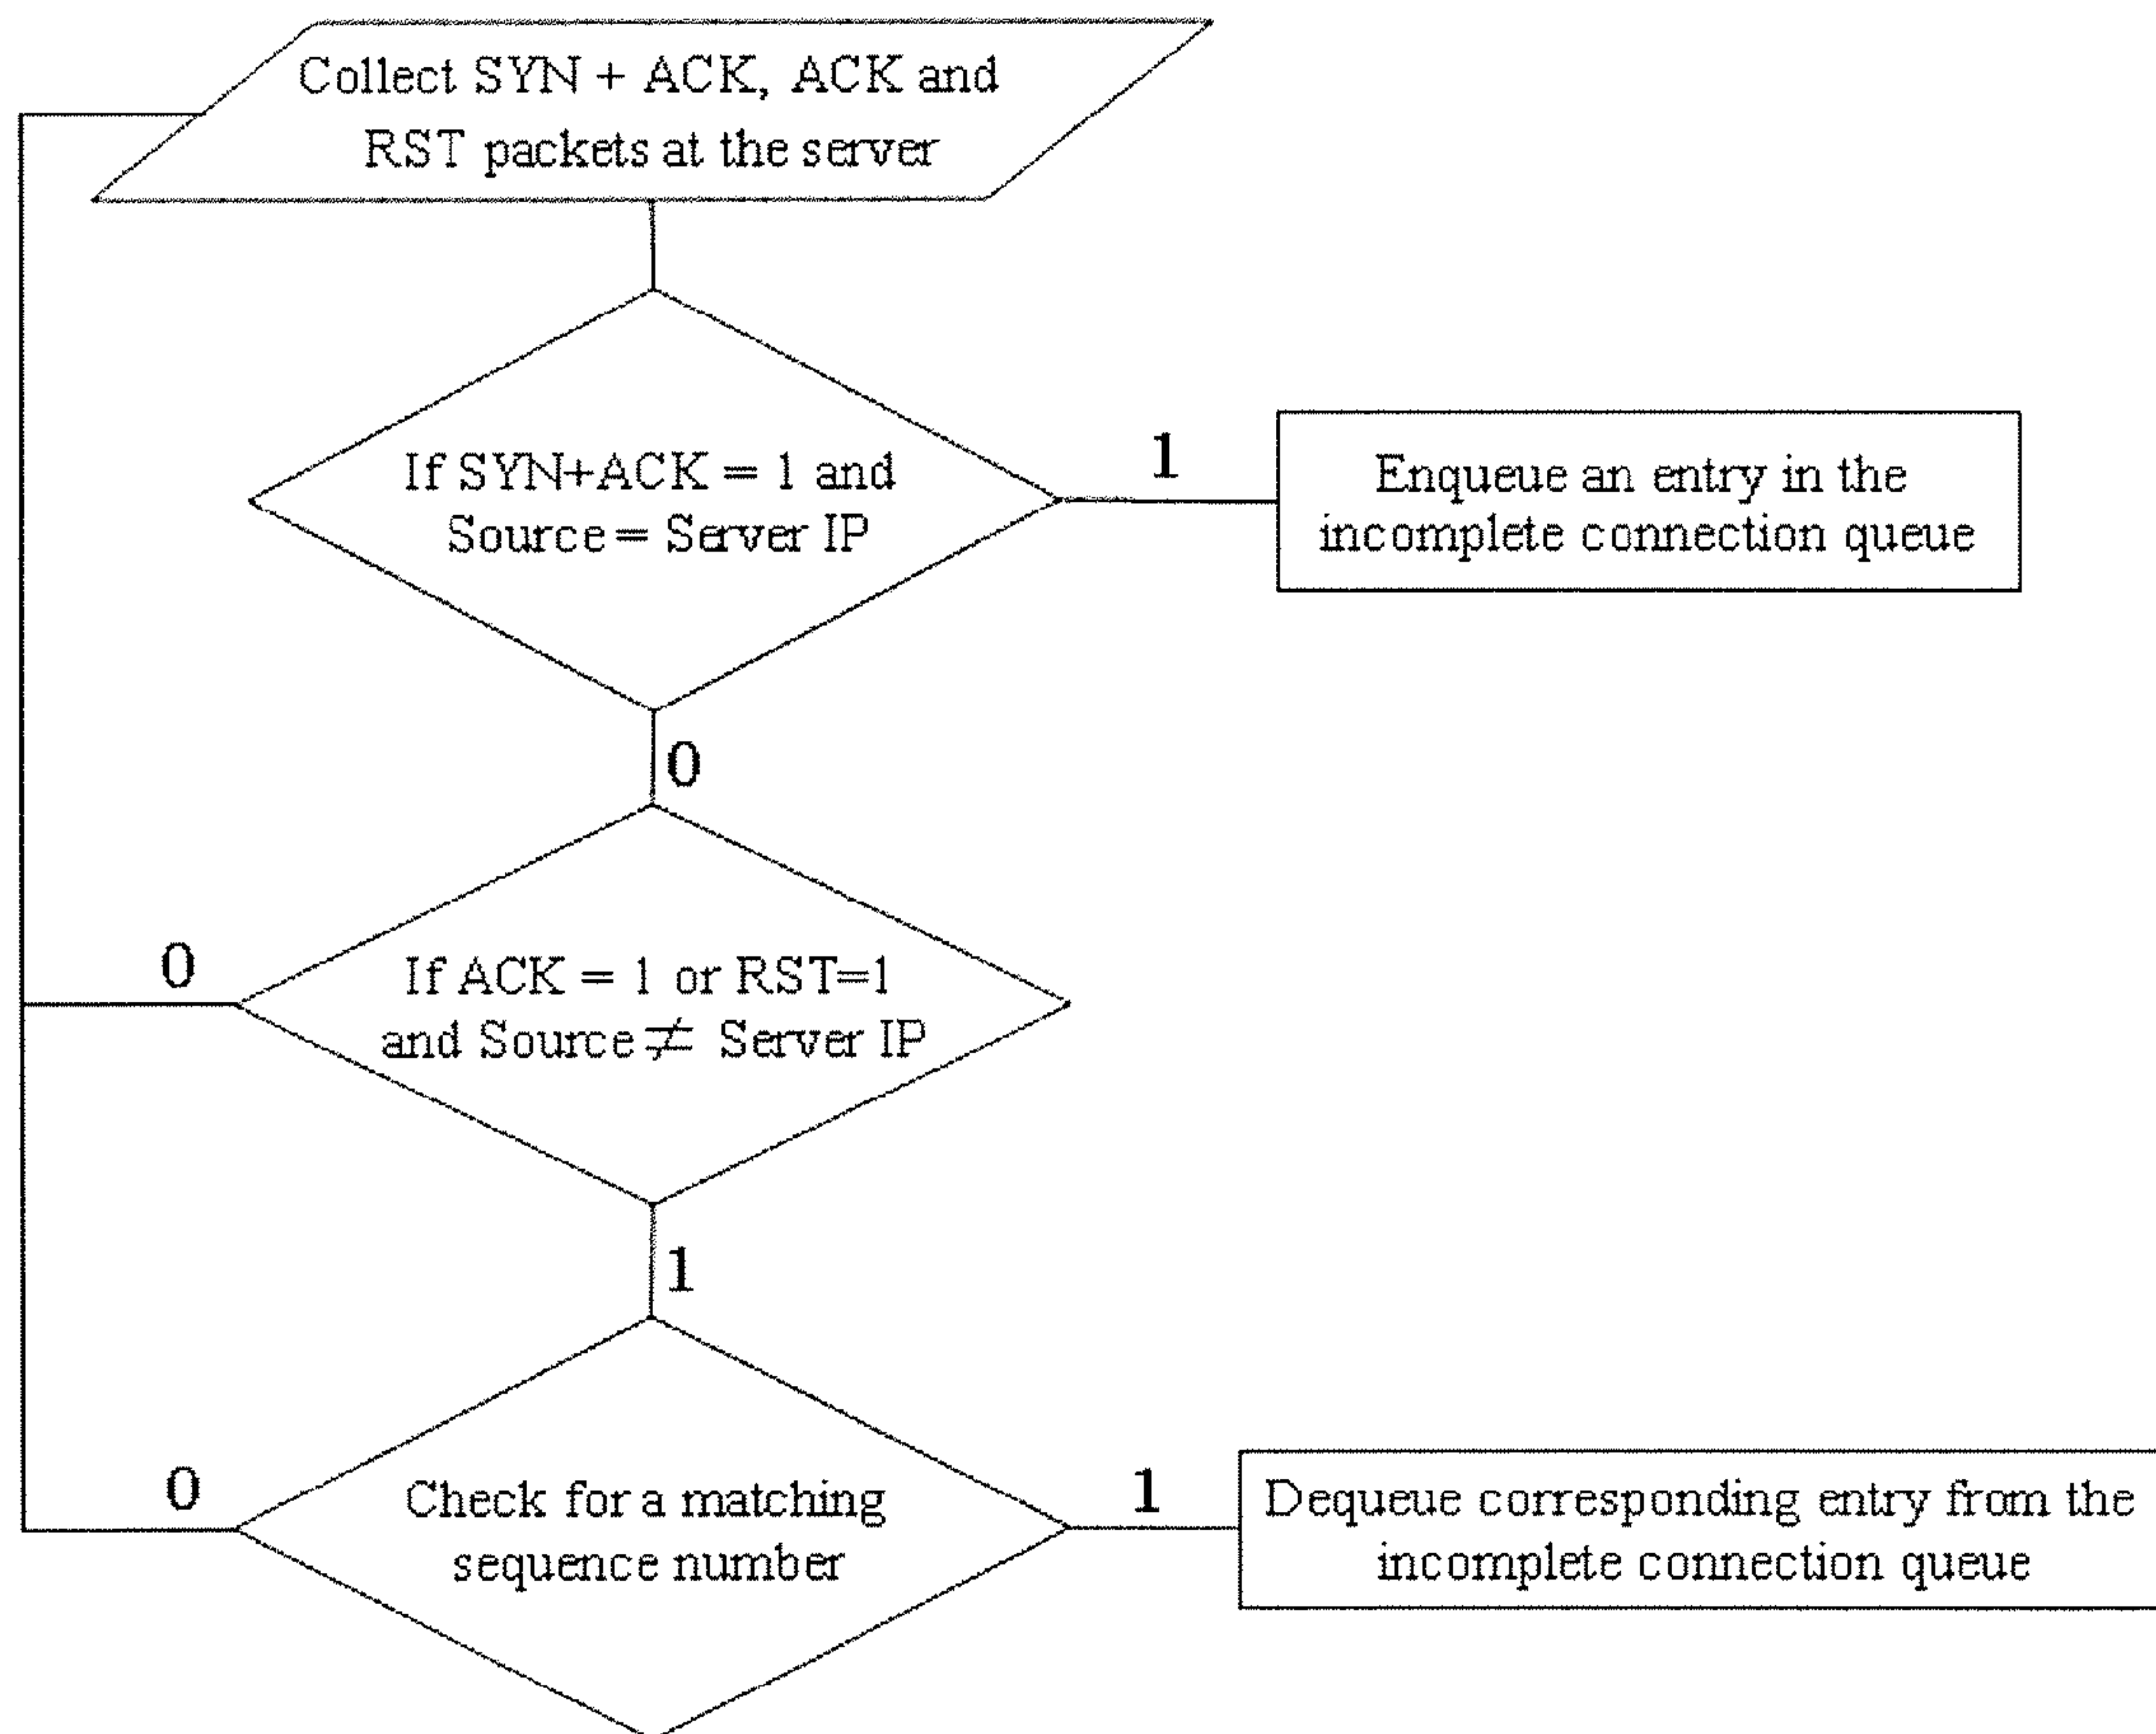 Collect SYN + ACK, ACK and
RST packets at the server
If SYN+ACK = 1 and
Source = Server IP
1
Enqueue an entry in the
incomplete connection queue
0
If ACK = 1 or RST=1
and Source ≠ Server IP
0
1
Check for a matching
sequence number
0
1
Dequeue corresponding entry from the
incomplete connection queue